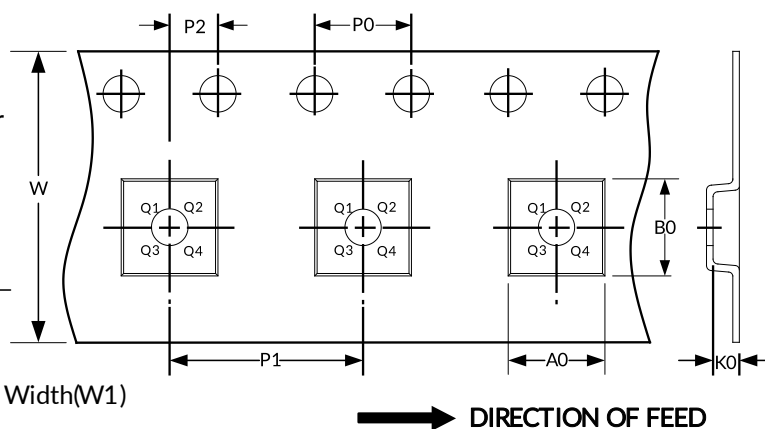 P2
P0
W
Q1 Q2
Q3 Q4
Q1 Q2
Q3 Q4
Q1 Q2
Q3 Q4
B0
P1
A0
K0
Width(W1)
DIRECTION OF FEED